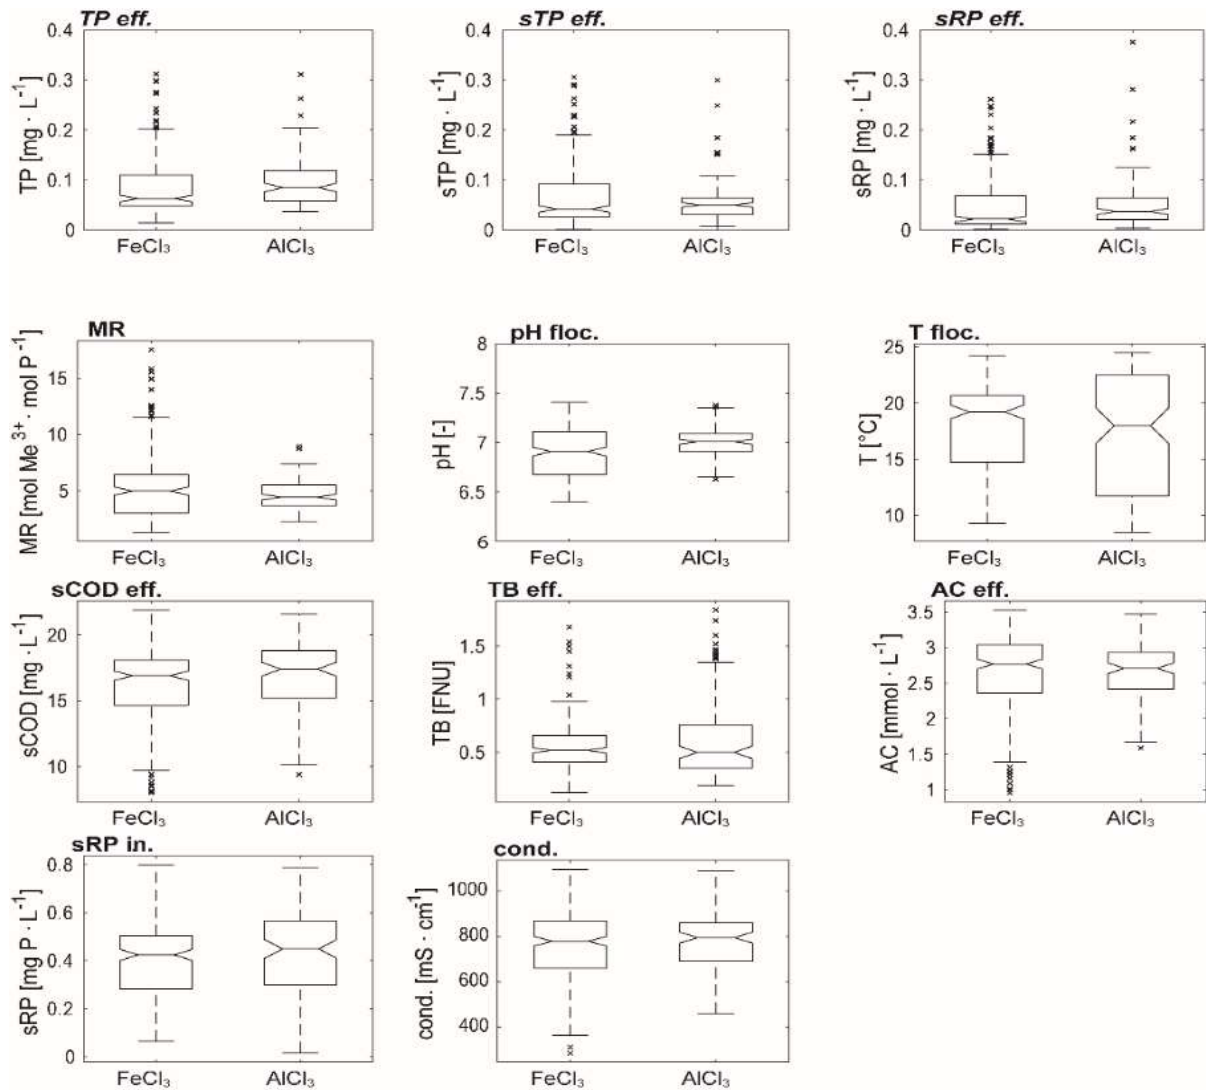 TP eff.
TP [mg · L⁻¹]
0.4
0.3
0.2
0.1
0
FeCl₃ AlCl₃
sTP eff.
sTP [mg · L⁻¹]
0.4
0.3
0.2
0.1
0
FeCl₃ AlCl₃
sRP eff.
sRP [mg · L⁻¹]
0.4
0.3
0.2
0.1
0
FeCl₃ AlCl₃
MR
MR [mol Me³⁺ · mol P⁻¹]
15
10
5
FeCl₃ AlCl₃
pH floc.
pH [-]
8
7.5
7
6.5
6
FeCl₃ AlCl₃
T floc.
T [°C]
25
20
15
10
FeCl₃ AlCl₃
sCOD eff.
sCOD [mg · L⁻¹]
20
15
10
FeCl₃ AlCl₃
TB eff.
TB [FNU]
1.5
1
0.5
FeCl₃ AlCl₃
AC eff.
AC [mmol · L⁻¹]
3.5
3
2.5
2
1.5
1
FeCl₃ AlCl₃
sRP in.
sRP [mg P · L⁻¹]
0.8
0.6
0.4
0.2
0
FeCl₃ AlCl₃
cond.
cond. [mS · cm⁻¹]
1000
800
600
400
FeCl₃ AlCl₃